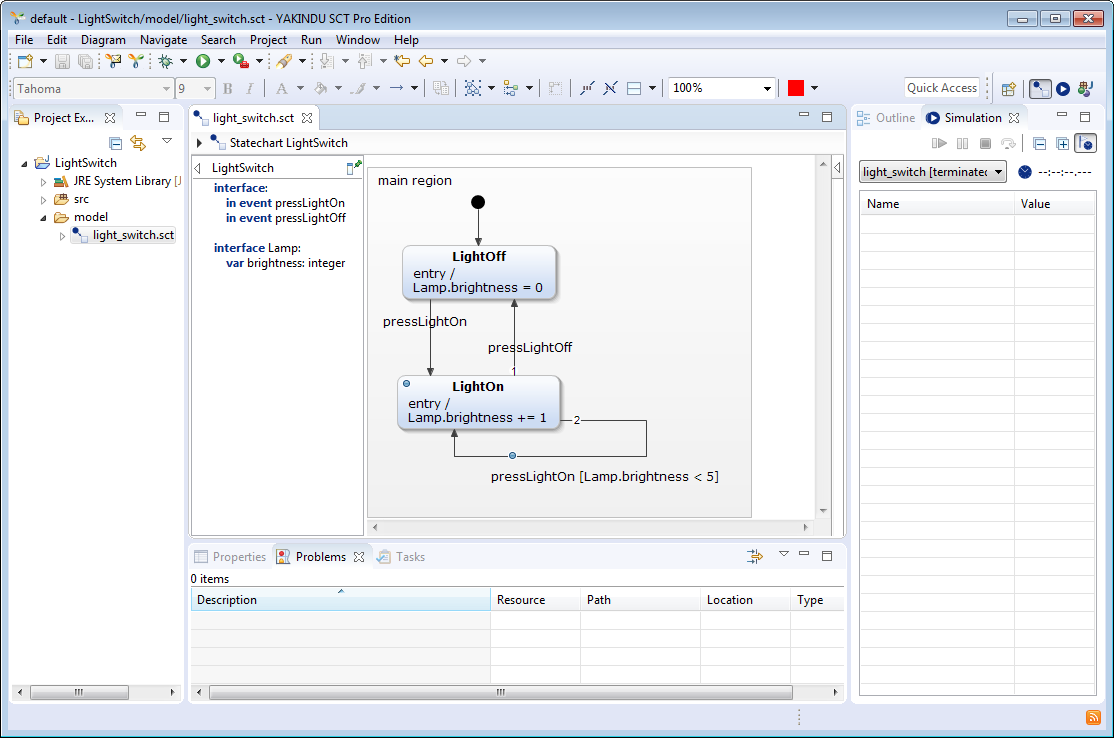 default - LightSwitch/model/light_switch.sct - YAKINDU SCT Pro Edition
File Edit Diagram Navigate Search Project Run Window Help
Tahoma 9 B I A 100% Quick Access
Project Ex...
LightSwitch
JRE System Library [J
src
model
light_switch.sct
light_switch.sct
Statechart LightSwitch
LightSwitch
interface:
in event pressLightOn
in event pressLightOff
interface Lamp:
var brightness: integer
main region
LightOff
entry /
Lamp.brightness = 0
pressLightOn
pressLightOff
1
LightOn
entry /
Lamp.brightness += 1
2
pressLightOn [Lamp.brightness < 5]
Outline Simulation
light_switch [terminated --:--:--.---
Name Value
Properties Problems Tasks
0 items
Description Resource Path Location Type